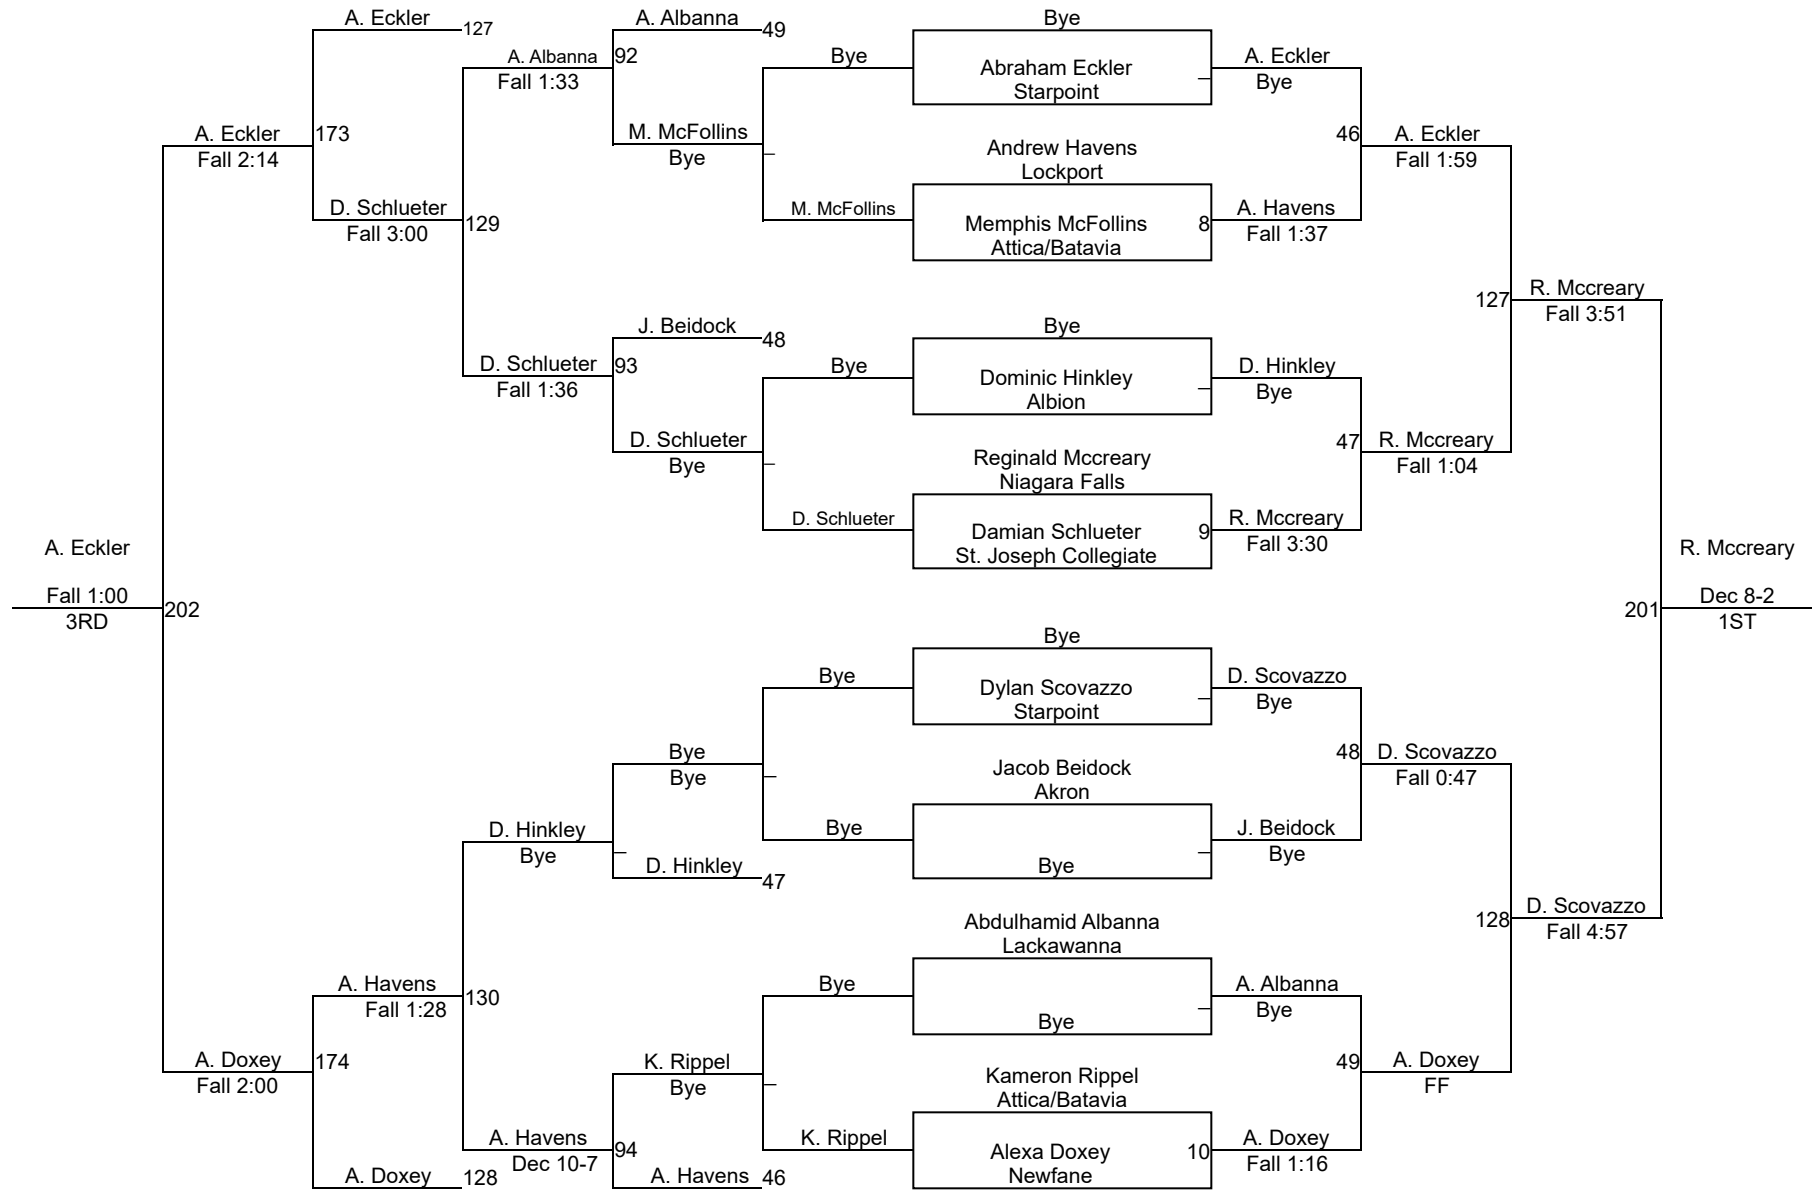 A. Eckler
127
A. Albanna
49
Bye
A. Albanna
92
Fall 1:33
Bye
Abraham Eckler
Starpoint
_
A. Eckler
Bye
A. Eckler
Fall 2:14
173
M. McFollins
Bye
_
Andrew Havens
Lockport
46
A. Eckler
Fall 1:59
D. Schlueter
Fall 3:00
129
M. McFollins
Memphis McFollins
Attica/Batavia
8
A. Havens
Fall 1:37
127
R. Mccreary
Fall 3:51
J. Beidock
48
Bye
D. Schlueter
93
Fall 1:36
Bye
Dominic Hinkley
Albion
_
D. Hinkley
Bye
D. Schlueter
Bye
_
Reginald Mccreary
Niagara Falls
47
R. Mccreary
Fall 1:04
D. Schlueter
Damian Schlueter
St. Joseph Collegiate
9
R. Mccreary
Fall 3:30
A. Eckler
Fall 1:00
3RD
202
R. Mccreary
201
Dec 8-2
1ST
Bye
Bye
Dylan Scovazzo
Starpoint
_
D. Scovazzo
Bye
Bye
Bye
_
Jacob Beidock
Akron
48
D. Scovazzo
Fall 0:47
D. Hinkley
Bye
_
Bye
Bye
_
J. Beidock
Bye
D. Hinkley
47
Abdulhamid Albanna
Lackawanna
128
D. Scovazzo
Fall 4:57
A. Havens
Fall 1:28
130
Bye
Bye
_
A. Albanna
Bye
A. Doxey
Fall 2:00
174
K. Rippel
Bye
_
Kameron Rippel
Attica/Batavia
49
A. Doxey
FF
A. Havens
Dec 10-7
94
K. Rippel
Alexa Doxey
Newfane
10
A. Doxey
Fall 1:16
A. Doxey
128
A. Havens
46